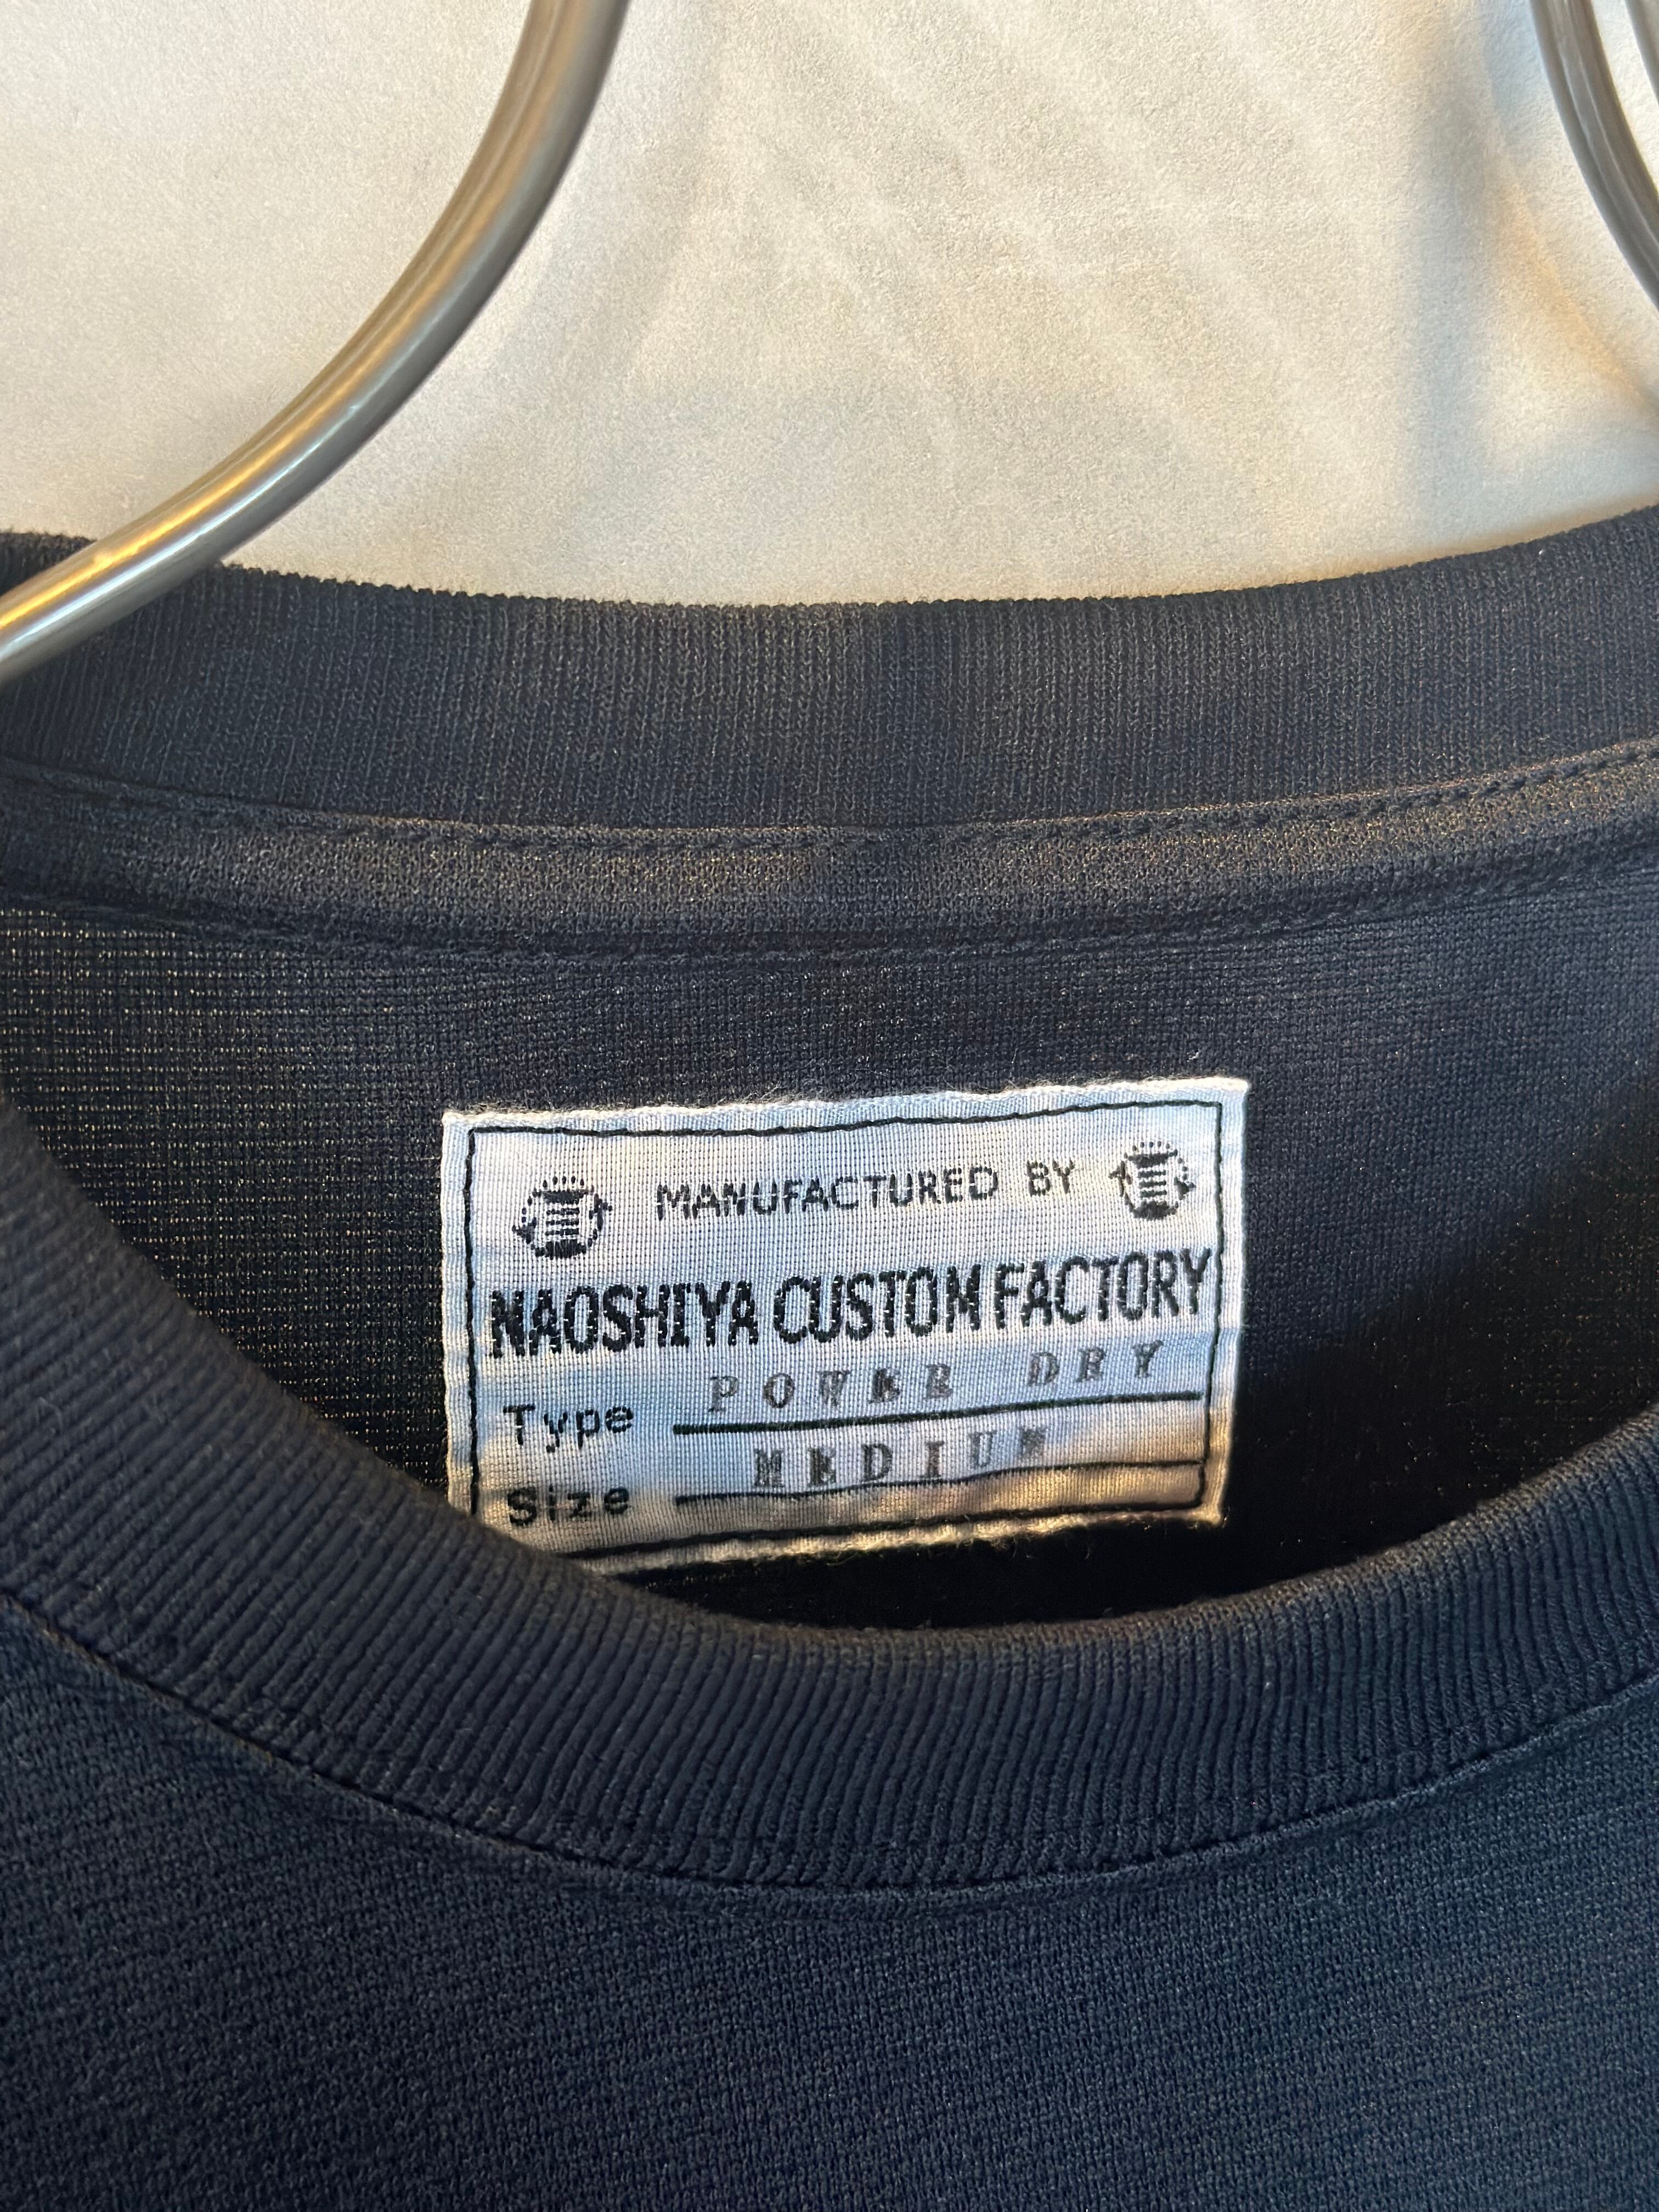 MANUFACTURED BY
NAOSHIYA CUSTOM FACTORY
Type POWER DRY
Size MEDIUM